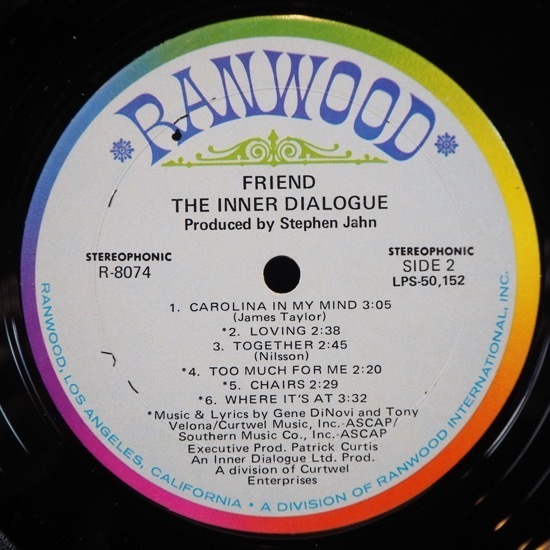 RANWOOD
FRIEND
THE INNER DIALOGUE
Produced by Stephen Jahn
STEREOPHONIC
R-8074
STEREOPHONIC
SIDE 2
LPS-50,152
1. CAROLINA IN MY MIND 3:05
(James Taylor)
*2. LOVING 2:38
3. TOGETHER 2:45
(Nilsson)
*4. TOO MUCH FOR ME 2:20
*5. CHAIRS 2:29
*6. WHERE IT'S AT 3:32
*Music & Lyrics by Gene DiNovi and Tony
Velona/Curtwel Music, Inc.-ASCAP/
Southern Music Co., Inc.-ASCAP
Executive Prod. Patrick Curtis
An Inner Dialogue Ltd. Prod.
A division of Curtwel
Enterprises
RANWOOD, LOS ANGELES, CALIFORNIA • A DIVISION OF RANWOOD INTERNATIONAL, INC.